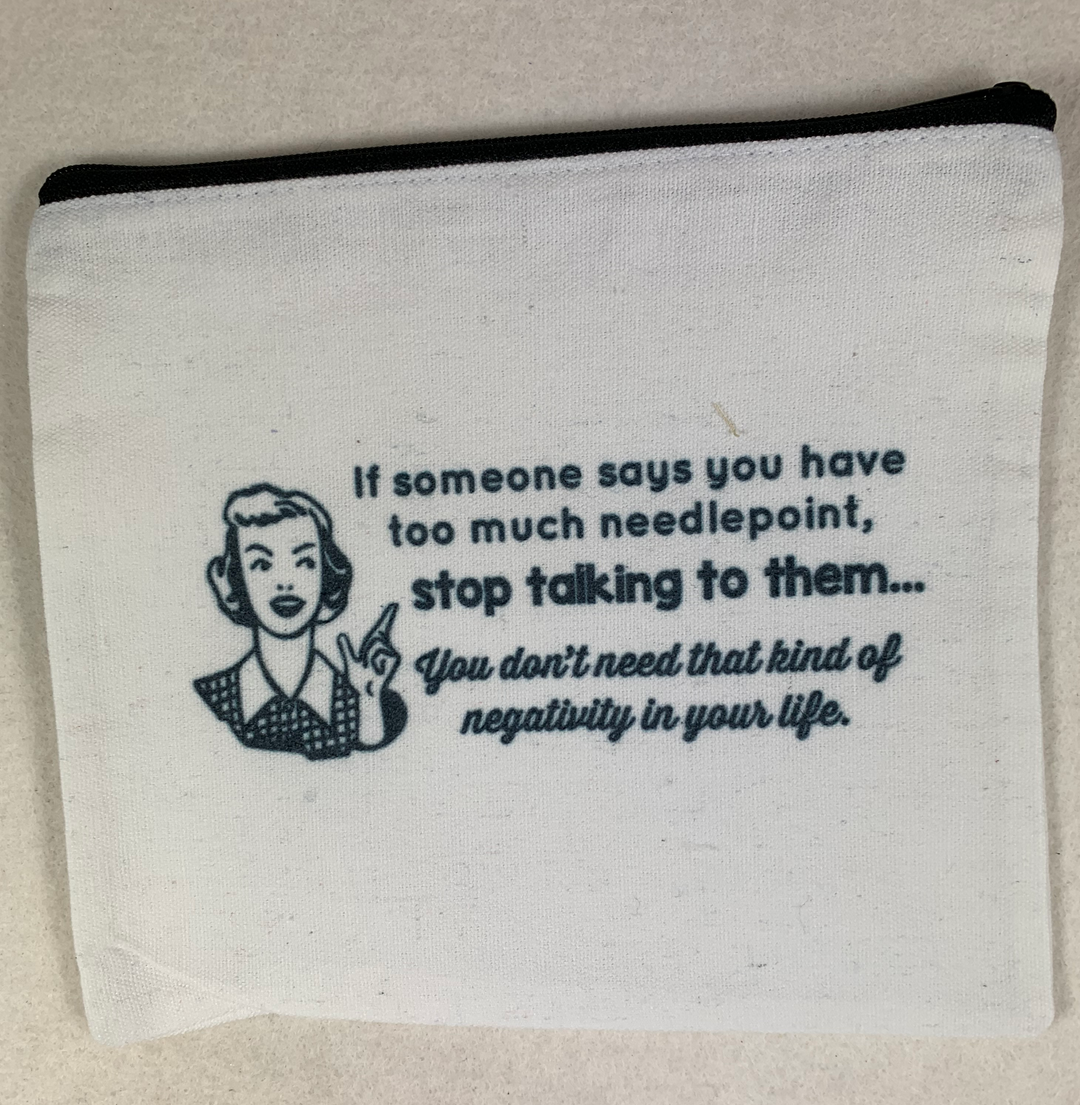 If someone says you have
too much needlepoint,
stop talking to them...
You don't need that kind of
negativity in your life.